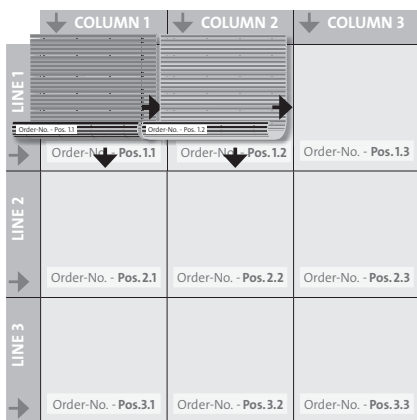 COLUMN 1 COLUMN 2 COLUMN 3
LINE 1
Order-No. - Pos. 1.1 Order-No. - Pos. 1.2
Order-No. - Pos.1.1 Order-No. - Pos.1.2 Order-No. - Pos.1.3
LINE 2
Order-No. - Pos.2.1 Order-No. - Pos.2.2 Order-No. - Pos.2.3
LINE 3
Order-No. - Pos.3.1 Order-No. - Pos.3.2 Order-No. - Pos.3.3